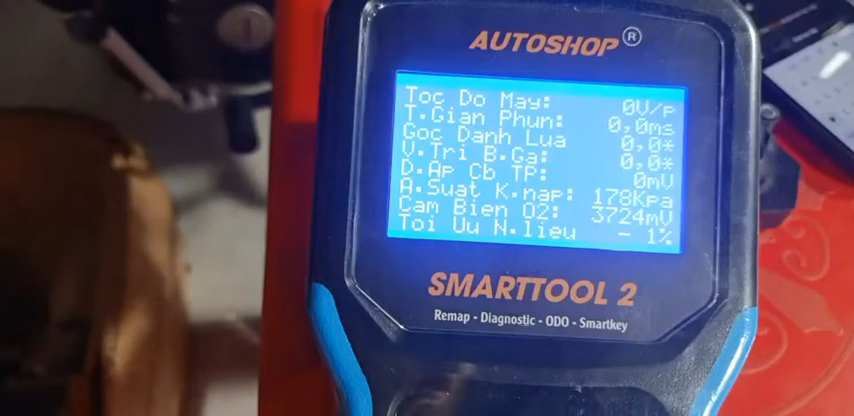 AUTOSHOP ®
Toc Do May: 0V/p
T.Gian Phun: 0,0ms
Goc Danh Lua 0,0*
V.Tri B.Ga: 0,0*
D.Ap Cb TP: 0mV
A.Suat K.nap: 178Kpa
Cam Bien O2: 3724mV
Toi Uu N.lieu - 1%
SMARTTOOL 2
Remap - Diagnostic - ODO - Smartkey